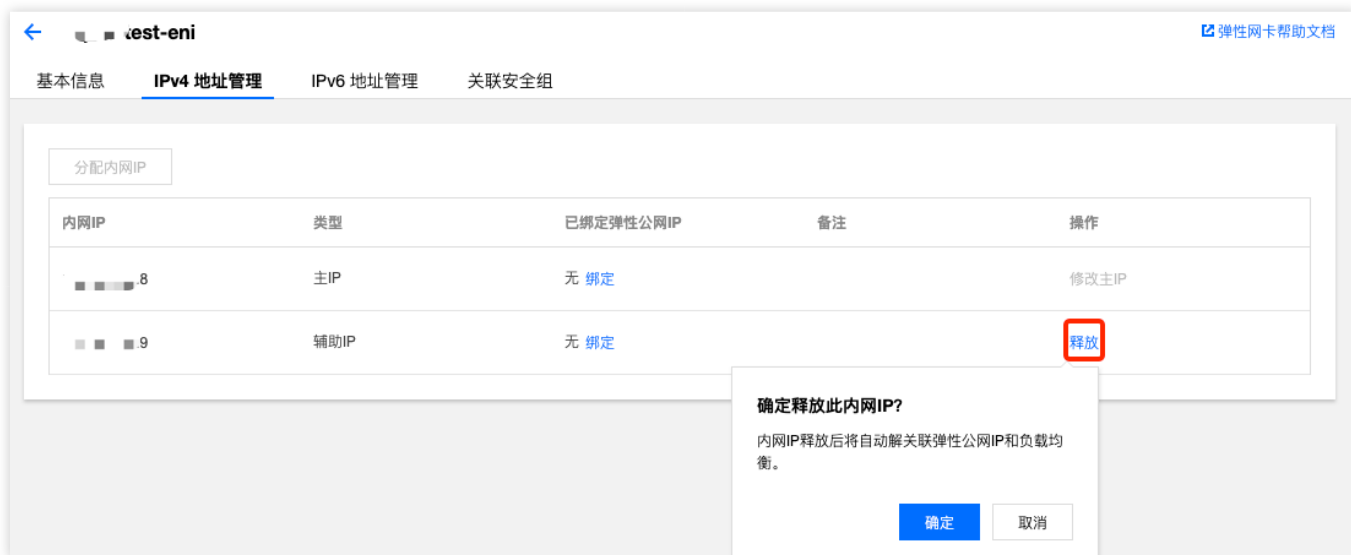 test-eni
弹性网卡帮助文档
基本信息 IPv4 地址管理 IPv6 地址管理 关联安全组
分配内网IP
内网IP 类型 已绑定弹性公网IP 备注 操作
.8 主IP 无 绑定 修改主IP
.9 辅助IP 无 绑定 释放
确定释放此内网IP?
内网IP释放后将自动解关联弹性公网IP和负载均
衡。
确定 取消